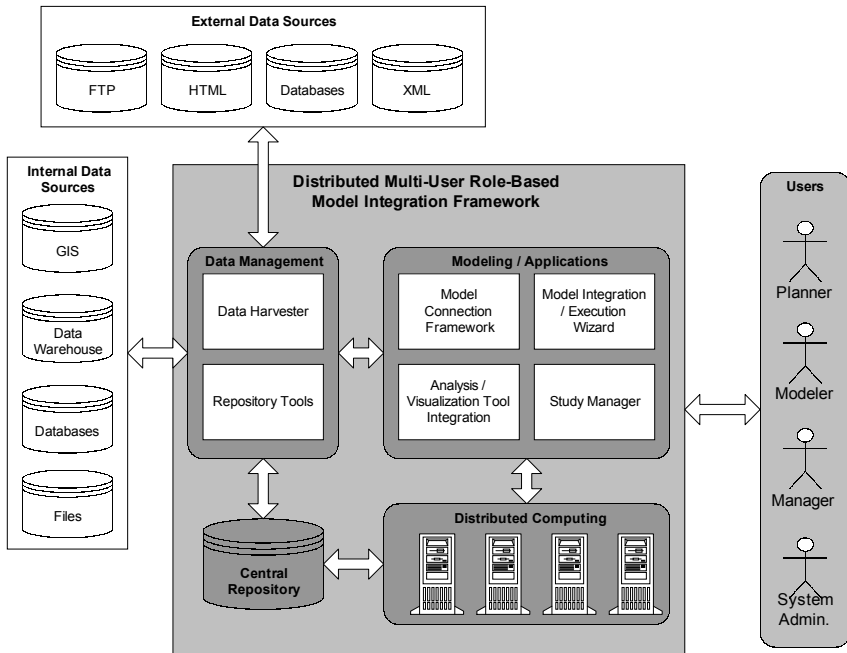 External Data Sources
FTP
HTML
Databases
XML
Internal Data
Sources
GIS
Data
Warehouse
Databases
Files
Distributed Multi-User Role-Based
Model Integration Framework
Data Management
Data Harvester
Repository Tools
Modeling / Applications
Model
Connection
Framework
Model Integration
/ Execution
Wizard
Analysis /
Visualization Tool
Integration
Study Manager
Central
Repository
Distributed Computing
Users
Planner
Modeler
Manager
System
Admin.